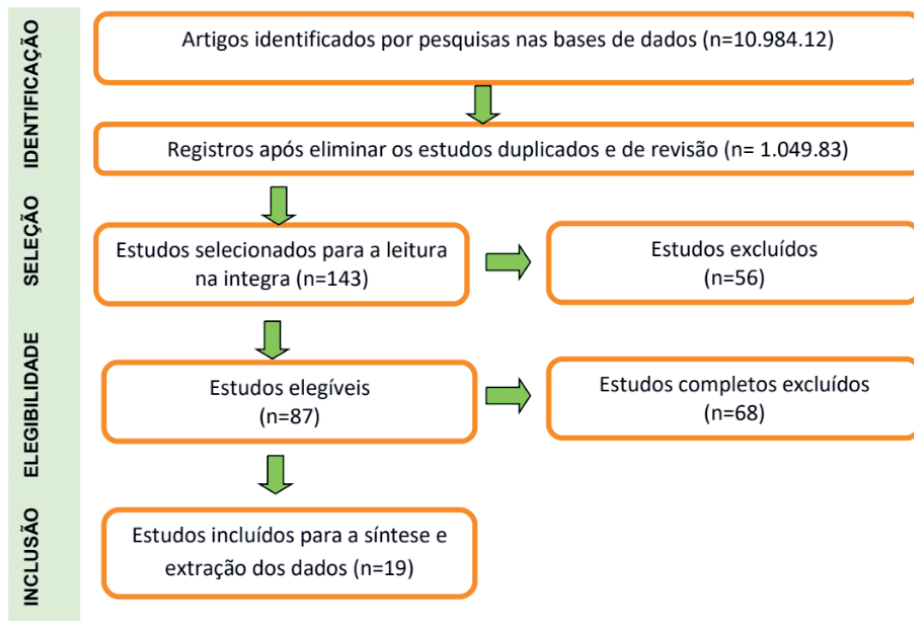 IDENTIFICAÇÃO
Artigos identificados por pesquisas nas bases de dados (n=10.984.12)
Registros após eliminar os estudos duplicados e de revisão (n= 1.049.83)
SELEÇÃO
Estudos selecionados para a leitura
na integra (n=143)
Estudos excluídos
(n=56)
ELEGIBILIDADE
Estudos elegíveis
(n=87)
Estudos completos excluídos
(n=68)
INCLUSÃO
Estudos incluídos para a síntese e
extração dos dados (n=19)